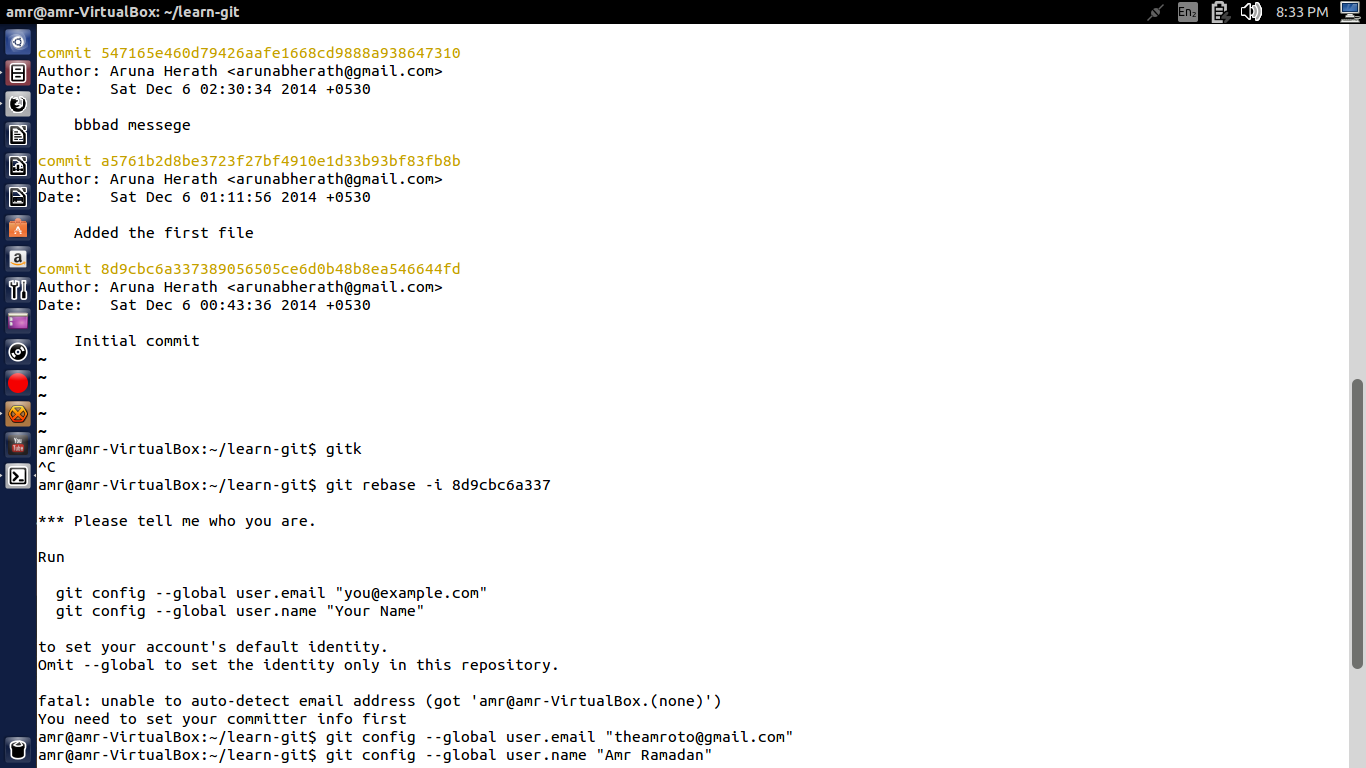 amr@amr-VirtualBox: ~/learn-git
En₂
8:33 PM
commit 547165e460d79426aafe1668cd9888a938647310
Author: Aruna Herath <arunabherath@gmail.com>
Date:   Sat Dec 6 02:30:34 2014 +0530
bbbad messege
commit a5761b2d8be3723f27bf4910e1d33b93bf83fb8b
Author: Aruna Herath <arunabherath@gmail.com>
Date:   Sat Dec 6 01:11:56 2014 +0530
Added the first file
commit 8d9cbc6a337389056505ce6d0b48b8ea546644fd
Author: Aruna Herath <arunabherath@gmail.com>
Date:   Sat Dec 6 00:43:36 2014 +0530
Initial commit
~
~
~
~
~
amr@amr-VirtualBox:~/learn-git$ gitk
^C
amr@amr-VirtualBox:~/learn-git$ git rebase -i 8d9cbc6a337
*** Please tell me who you are.
Run
git config --global user.email "you@example.com"
git config --global user.name "Your Name"
to set your account's default identity.
Omit --global to set the identity only in this repository.
fatal: unable to auto-detect email address (got 'amr@amr-VirtualBox.(none)')
You need to set your committer info first
amr@amr-VirtualBox:~/learn-git$ git config --global user.email "theamroto@gmail.com"
amr@amr-VirtualBox:~/learn-git$ git config --global user.name "Amr Ramadan"
You
Tube